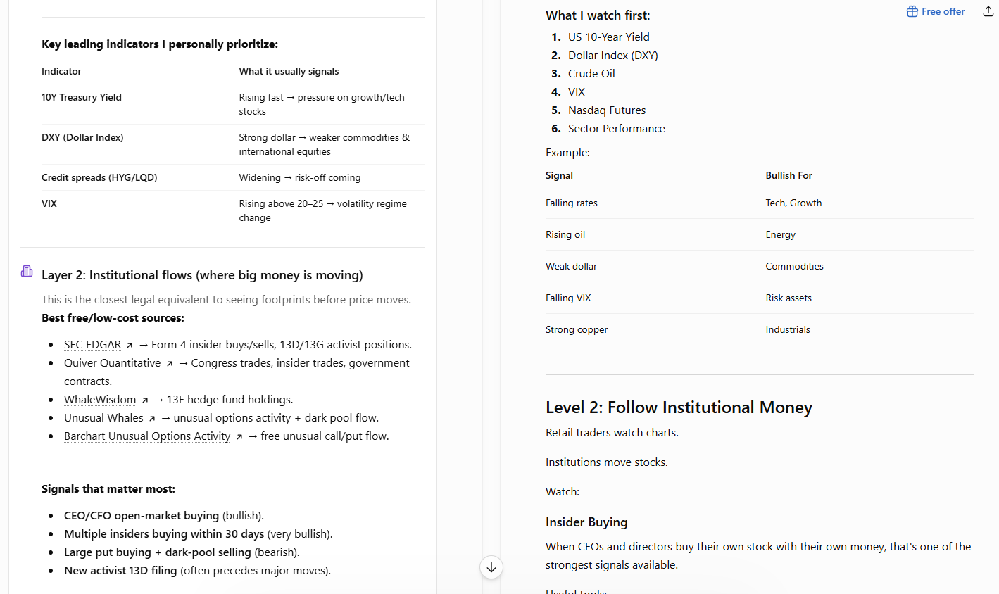 Key leading indicators I personally prioritize:
Indicator What it usually signals
10Y Treasury Yield Rising fast → pressure on growth/tech
stocks
DXY (Dollar Index) Strong dollar → weaker commodities &
international equities
Credit spreads (HYG/LQD) Widening → risk-off coming
VIX Rising above 20–25 → volatility regime
change
Layer 2: Institutional flows (where big money is moving)
This is the closest legal equivalent to seeing footprints before price moves.
Best free/low-cost sources:
• SEC EDGAR ↗ → Form 4 insider buys/sells, 13D/13G activist positions.
• Quiver Quantitative ↗ → Congress trades, insider trades, government
contracts.
• WhaleWisdom ↗ → 13F hedge fund holdings.
• Unusual Whales ↗ → unusual options activity + dark pool flow.
• Barchart Unusual Options Activity ↗ → free unusual call/put flow.
Signals that matter most:
• CEO/CFO open-market buying (bullish).
• Multiple insiders buying within 30 days (very bullish).
• Large put buying + dark-pool selling (bearish).
• New activist 13D filing (often precedes major moves).
Free offer
What I watch first:
1. US 10-Year Yield
2. Dollar Index (DXY)
3. Crude Oil
4. VIX
5. Nasdaq Futures
6. Sector Performance
Example:
Signal Bullish For
Falling rates Tech, Growth
Rising oil Energy
Weak dollar Commodities
Falling VIX Risk assets
Strong copper Industrials
Level 2: Follow Institutional Money
Retail traders watch charts.
Institutions move stocks.
Watch:
Insider Buying
When CEOs and directors buy their own stock with their own money, that's one of the
strongest signals available.
Useful tools: